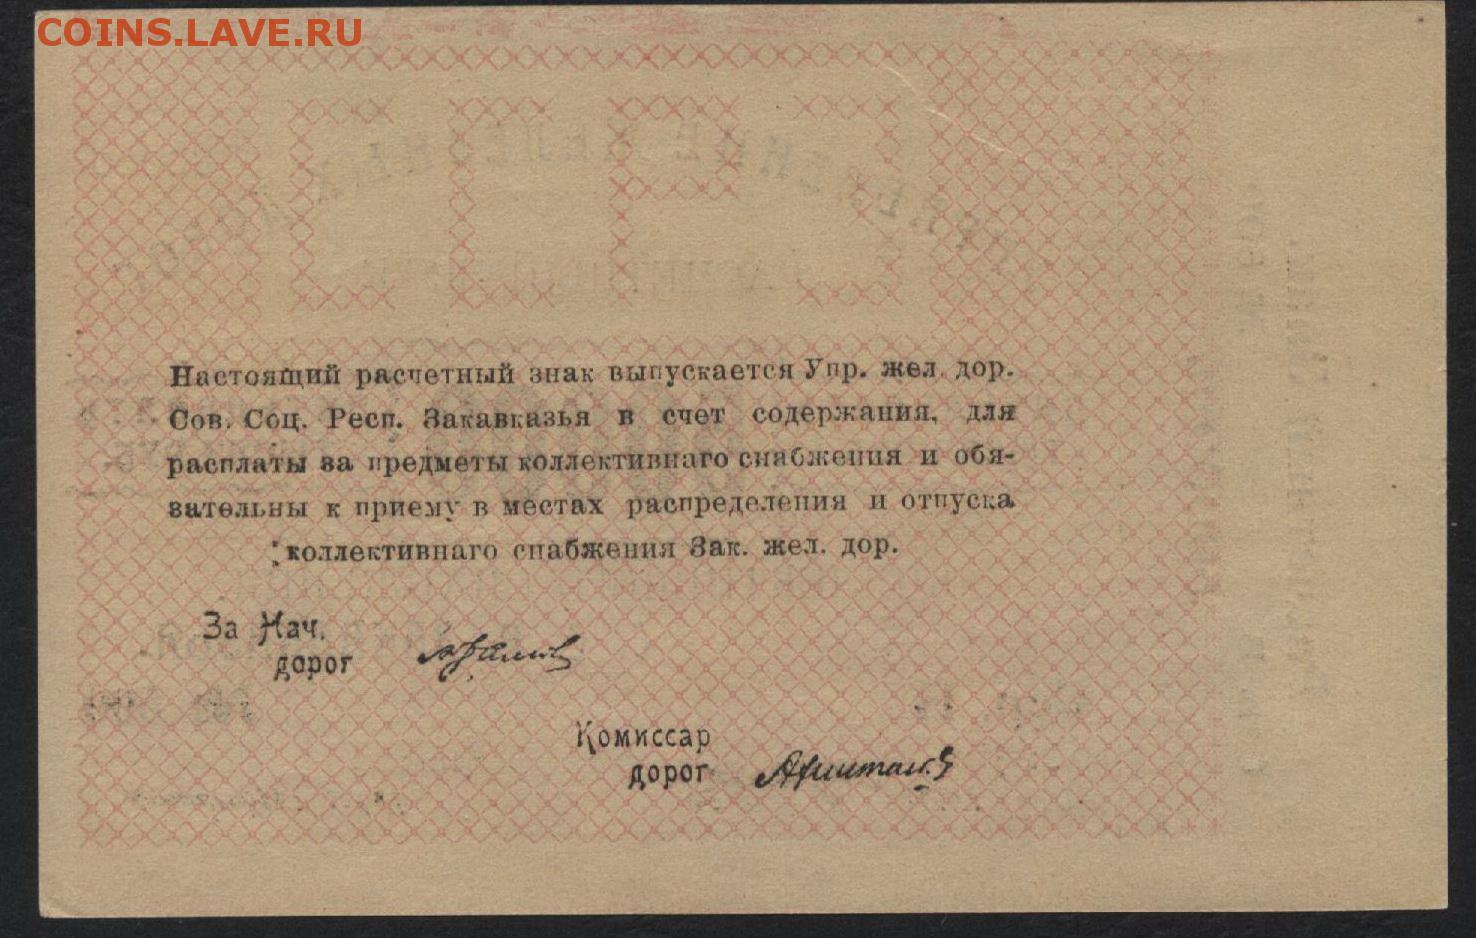 COINS.LAVE.RU
Настоящий расчетный знак выпускается Упр. жел. дор.
Сов. Соц. Респ. Закавказья в счет содержания, для
расплаты за предметы коллективнаго снабжения и обя-
зательны к приему в местах распределения и отпуска
коллективнаго снабжения Зак. жел. дор.
За Нач.
дорог
Комиссар
дорог